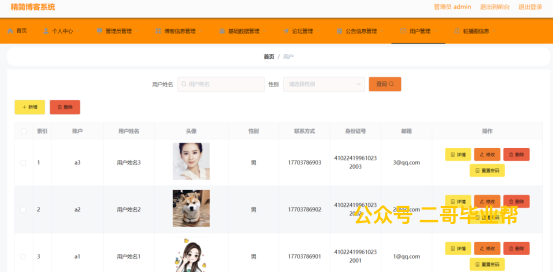 精简博客系统
管理员 admin 退出到前台 退出登录
首页 个人中心 管理员管理 博客信息管理 基础数据管理 论坛管理 公告信息管理 用户管理 轮播图信息
首页 / 用户
用户姓名 用户姓名 性别 请选择性别 查询
+ 新增 删除
索引 账户 用户姓名 头像 性别 联系方式 身份证号 邮箱 操作
1 a3 用户姓名3 男 17703786903 410224199610232003 3@qq.com 详情 修改 删除
重置密码
2 a2 用户姓名2 男 17703786902 详情 修改 删除
公众号 二哥毕业帮
3 a1 用户姓名1 男 17703786901 410224199610232001 1@qq.com 详情 修改 删除
重置密码